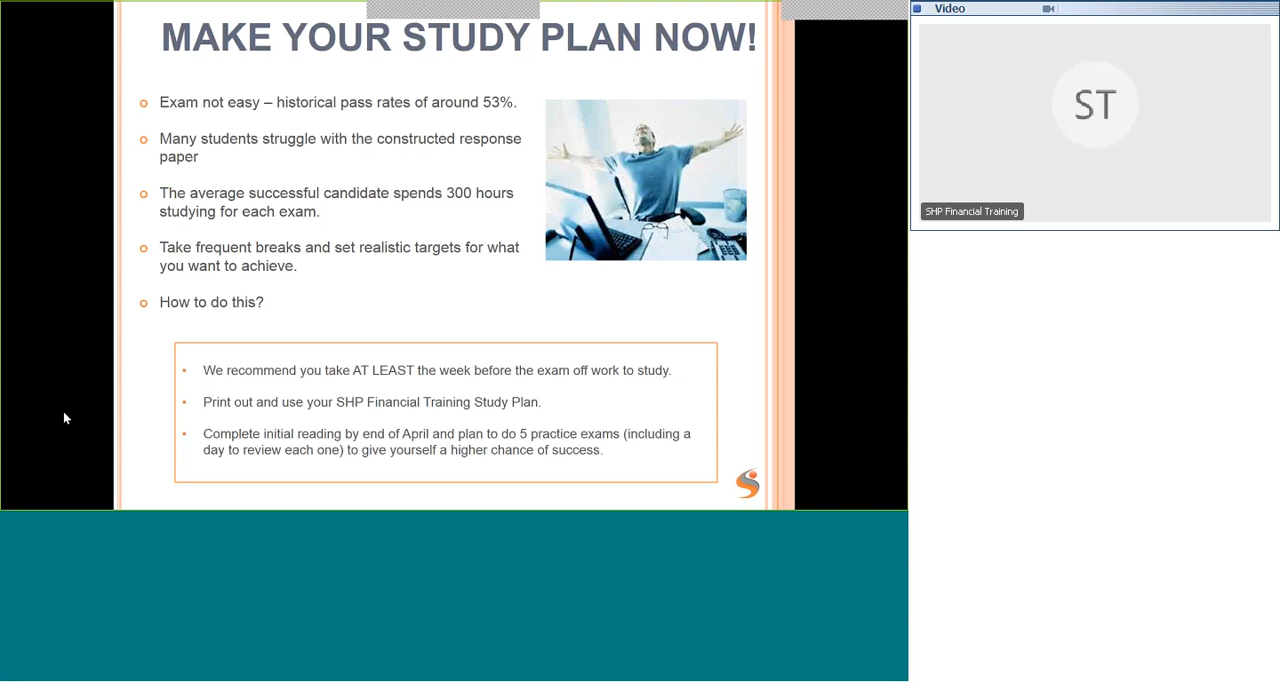 MAKE YOUR STUDY PLAN NOW!
Exam not easy – historical pass rates of around 53%.
Many students struggle with the constructed response
paper
The average successful candidate spends 300 hours
studying for each exam.
Take frequent breaks and set realistic targets for what
you want to achieve.
How to do this?
We recommend you take AT LEAST the week before the exam off work to study.
Print out and use your SHP Financial Training Study Plan.
Complete initial reading by end of April and plan to do 5 practice exams (including a
day to review each one) to give yourself a higher chance of success.
Video
ST
SHP Financial Training